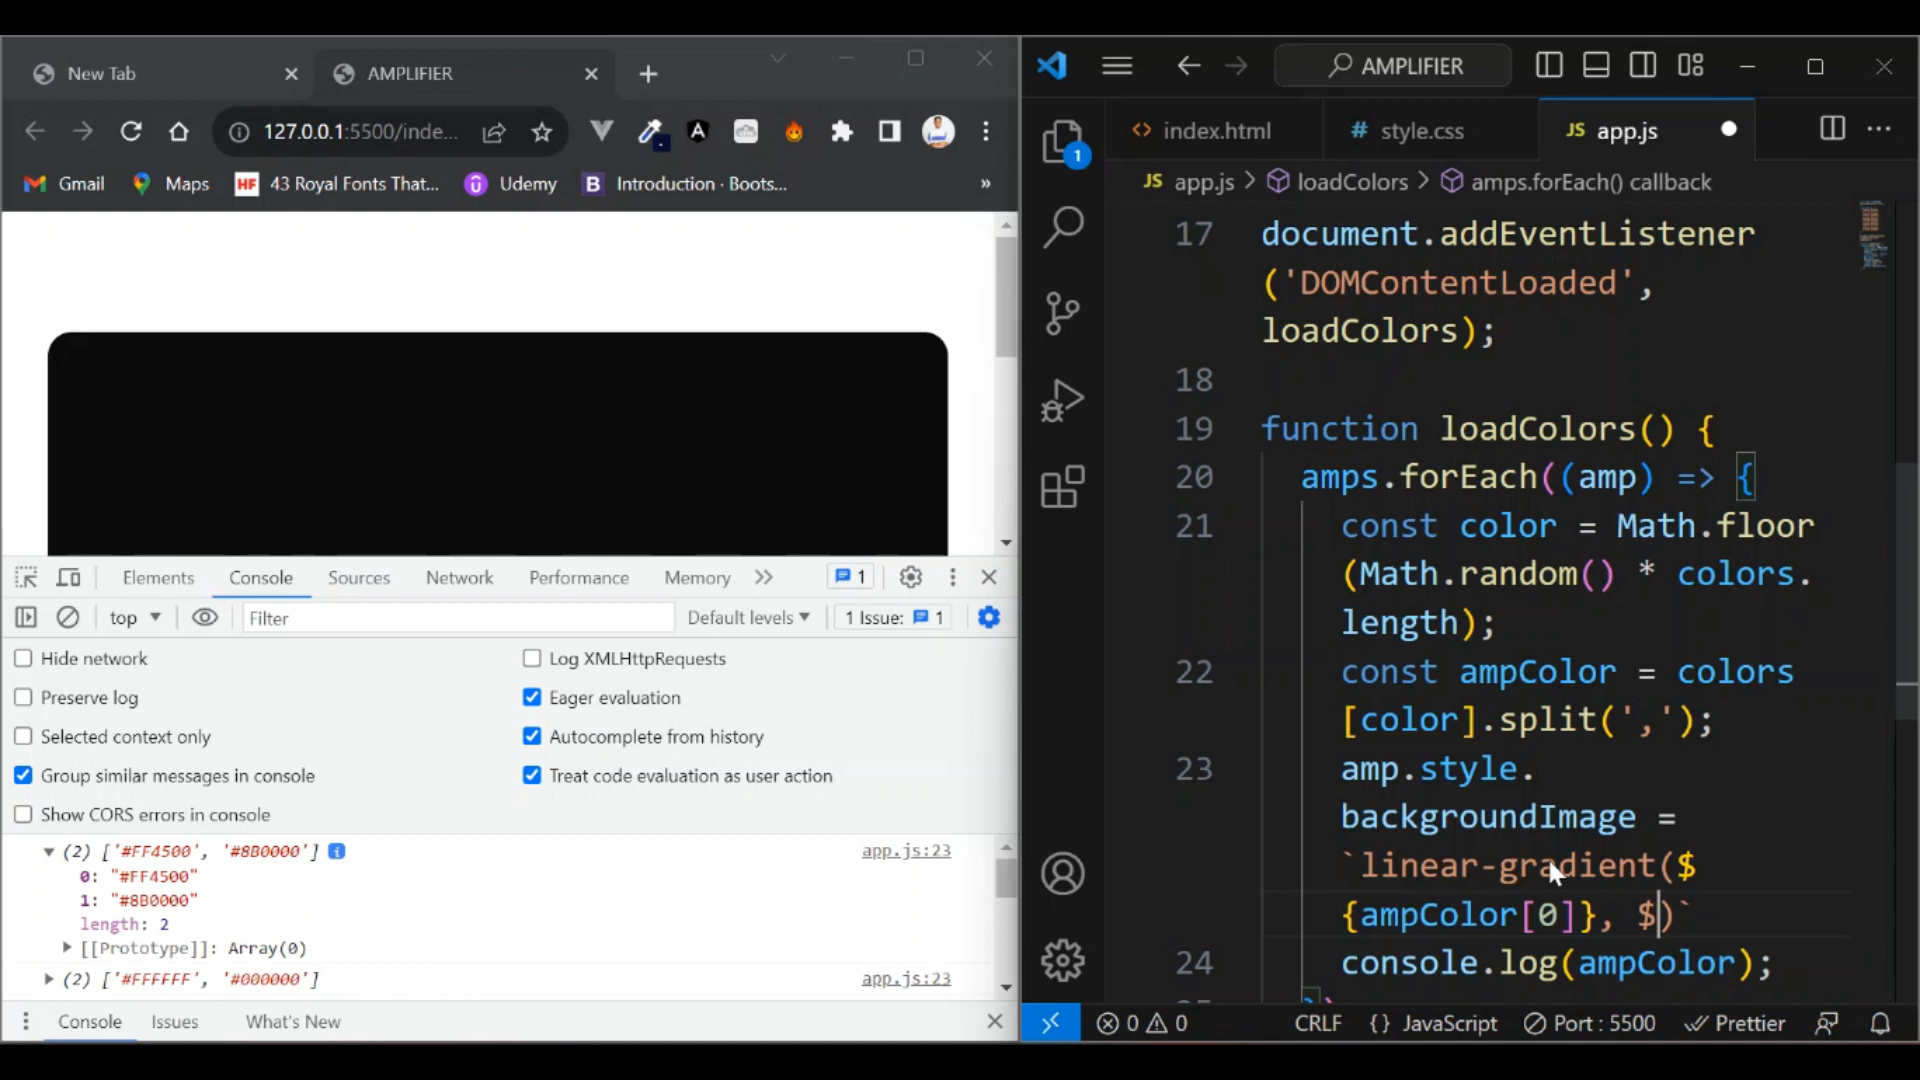 New Tab
AMPLIFIER
127.0.0.1:5500/inde...
Gmail
Maps
HF
43 Royal Fonts That...
Udemy
B
Introduction · Boots...
»
Elements
Console
Sources
Network
Performance
Memory
1
top
Filter
Default levels
1 Issue:
1
Hide network
Log XMLHttpRequests
Preserve log
Eager evaluation
Selected context only
Autocomplete from history
Group similar messages in console
Treat code evaluation as user action
Show CORS errors in console
(2) ['#FF4500', '#8B0000']
app.js:23
0: "#FF4500"
1: "#8B0000"
length: 2
[[Prototype]]: Array(0)
(2) ['#FFFFFF', '#000000']
app.js:23
Console
Issues
What's New
AMPLIFIER
1
<> index.html
# style.css
JS app.js
JS app.js > loadColors > amps.forEach() callback
17 document.addEventListener
('DOMContentLoaded',
loadColors);
18
19 function loadColors() {
20 amps.forEach((amp) => {
21 const color = Math.floor
(Math.random() * colors.
length);
22 const ampColor = colors
[color].split(',');
23 amp.style.
backgroundImage =
`linear-gradient($
{ampColor[0]}, $)`
24 console.log(ampColor);
0
0
CRLF
{ } JavaScript
Port : 5500
Prettier